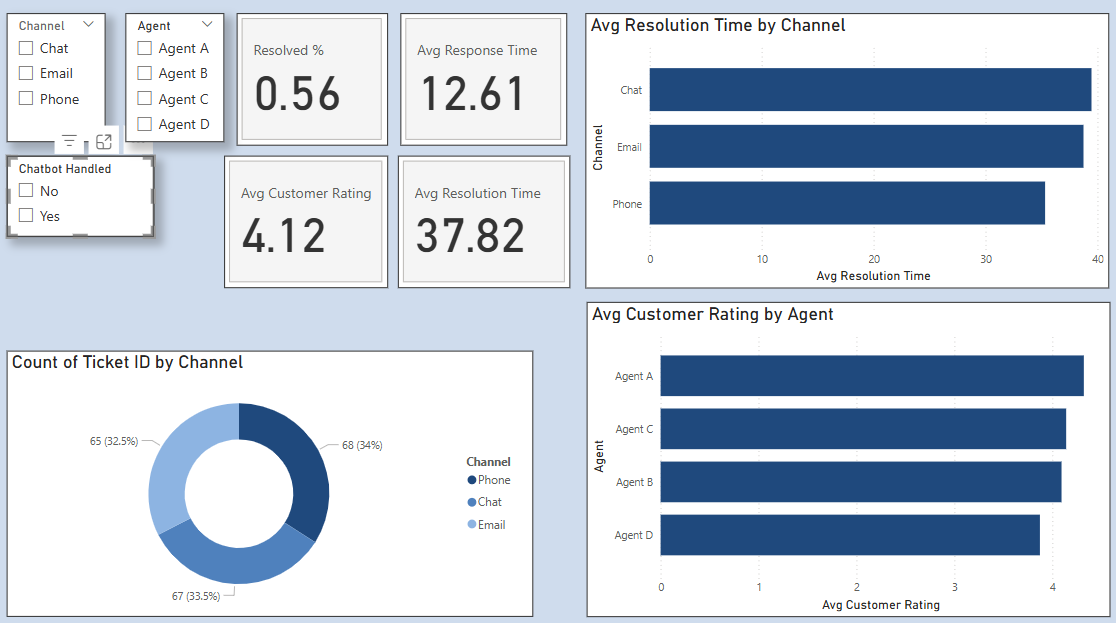 Channel
Chat
Email
Phone
Agent
Agent A
Agent B
Agent C
Agent D
Chatbot Handled
No
Yes
Resolved %
0.56
Avg Response Time
12.61
Avg Customer Rating
4.12
Avg Resolution Time
37.82
Avg Resolution Time by Channel
Channel
Chat
Email
Phone
0 10 20 30 40
Avg Resolution Time
Count of Ticket ID by Channel
65 (32.5%)
68 (34%)
67 (33.5%)
Channel
Phone
Chat
Email
Avg Customer Rating by Agent
Agent
Agent A
Agent C
Agent B
Agent D
0 1 2 3 4
Avg Customer Rating